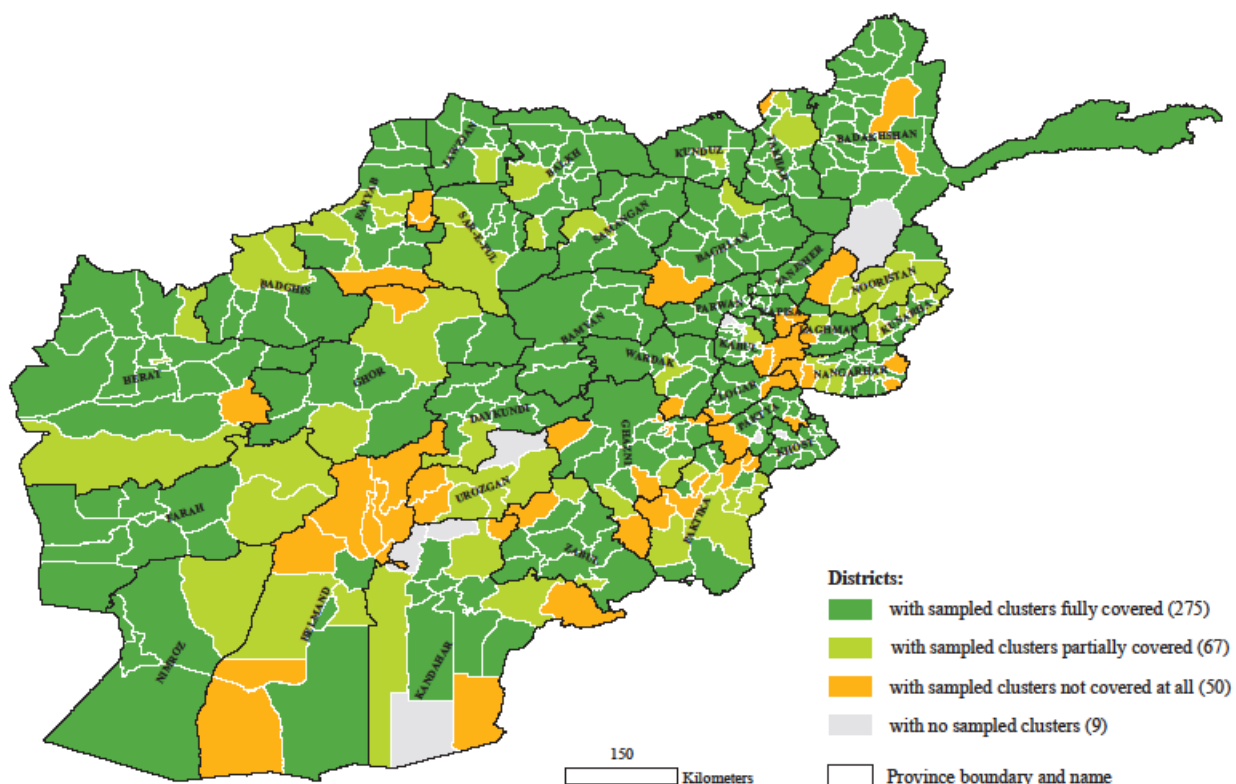 BADAKHSHAN
TAKHAR
KUNDUZ
JAWZJAN
BALKH
FARYAB
SAR-E-PUL
SAMANGAN
BAGHLAN
PANJSHER
NOORISTAN
BADGHIS
PARWAN
KAPISA
LAGHMAN
KUNARHA
BAMYAN
KABUL
WARDAK
NANGARHAR
HERAT
GHOR
LOGAR
DAYKUNDI
PAKTYA
GHAZNI
KHOST
UROZGAN
FARAH
PAKTIKA
ZABUL
HELMAND
NIMROZ
KANDAHAR
Districts:
with sampled clusters fully covered (275)
with sampled clusters partially covered (67)
with sampled clusters not covered at all (50)
with no sampled clusters (9)
150
Kilometers
Province boundary and name